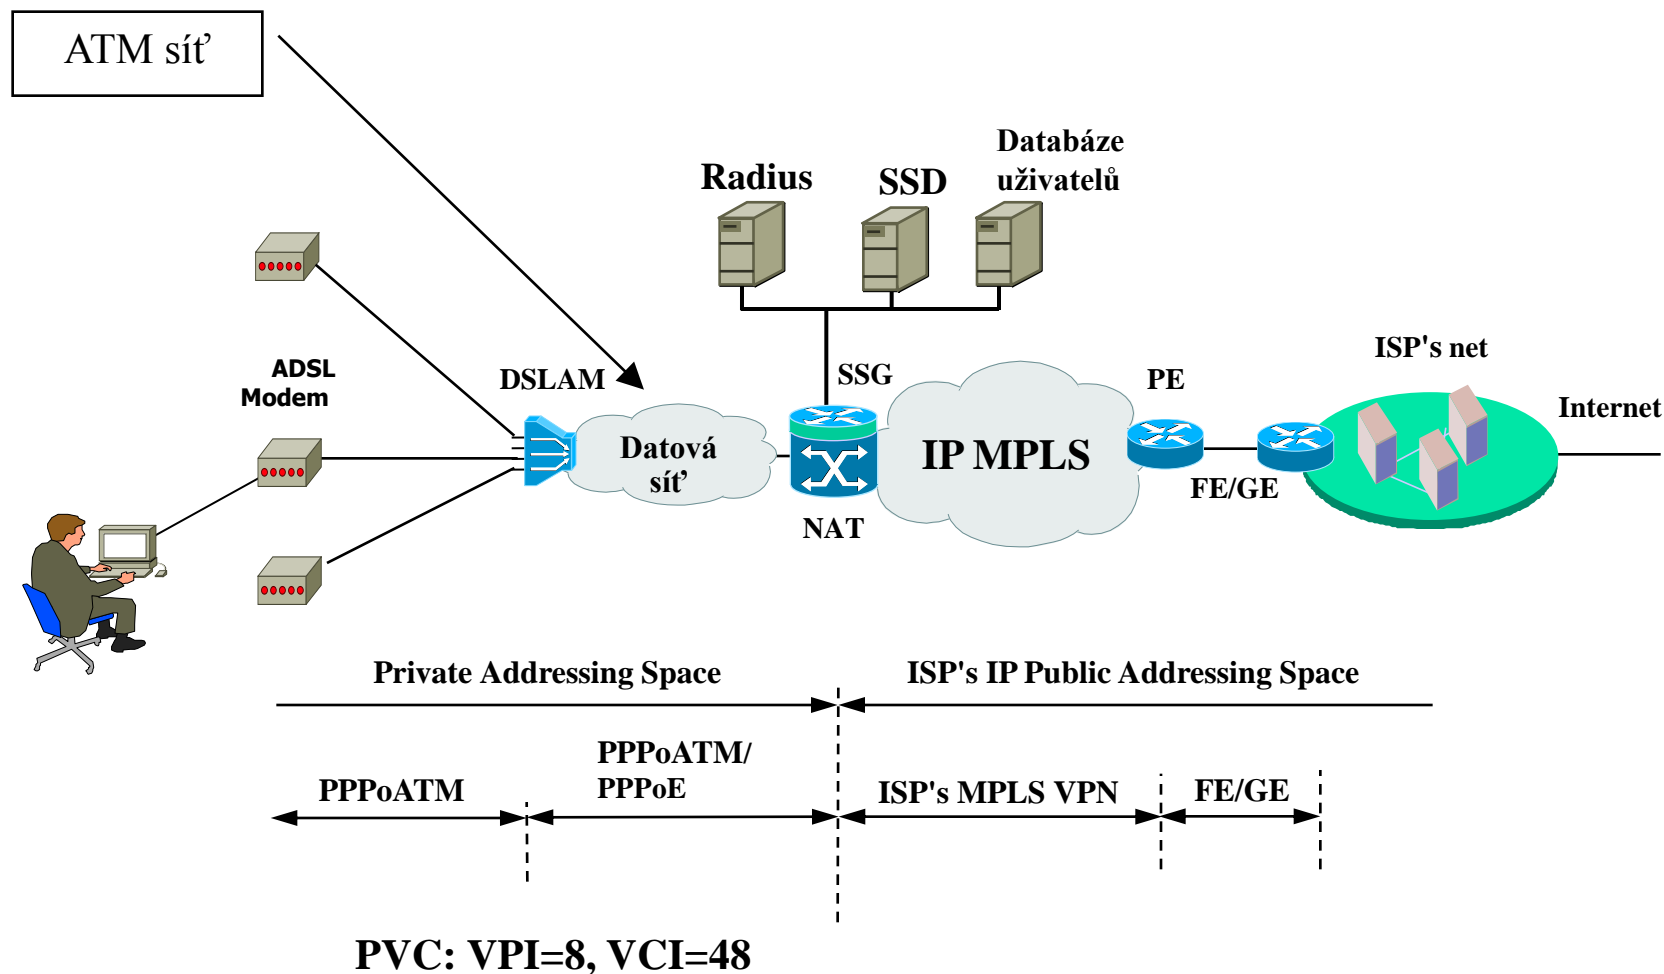 ATM síť
Databáze
uživatelů
Radius
SSD
ISP's net
ADSL
Modem
DSLAM
SSG
PE
Internet
Datová
síť
IP MPLS
FE/GE
NAT
Private Addressing Space
ISP's IP Public Addressing Space
PPPoATM
PPPoATM/
PPPoE
ISP's MPLS VPN
FE/GE
PVC: VPI=8, VCI=48